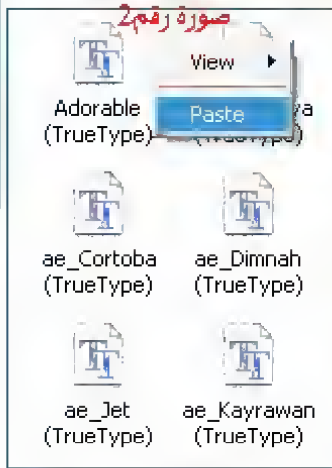 صورة رقم2
View
Paste
Adorable
(TrueType)
ae_Cortoba
(TrueType)
ae_Dimnah
(TrueType)
ae_Jet
(TrueType)
ae_Kayrawan
(TrueType)